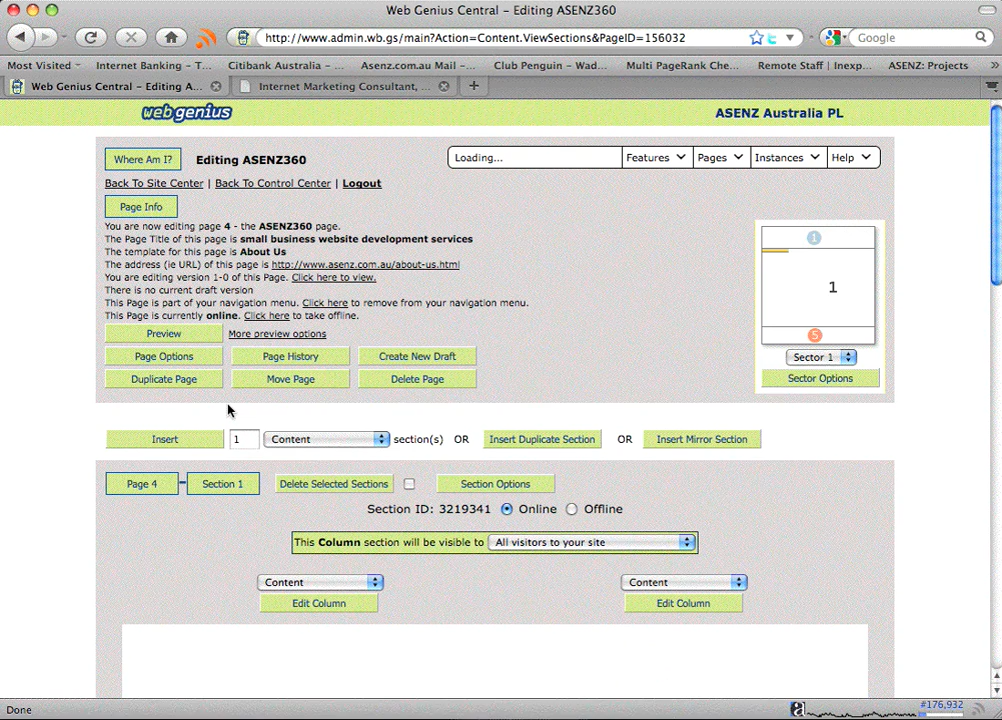 Web Genius Central – Editing ASENZ360
http://www.admin.wb.gs/main?Action=Content.ViewSections&PageID=156032
Google
Most Visited
Internet Banking – T...
Citibank Australia – ...
Asenz.com.au Mail – ...
Club Penguin – Wad...
Multi PageRank Che...
Remote Staff | Inexp...
ASENZ: Projects
»
Web Genius Central – Editing A...
Internet Marketing Consultant, ...
webgenius
ASENZ Australia PL
Where Am I?
Editing ASENZ360
Loading...
Features
Pages
Instances
Help
Back To Site Center | Back To Control Center | Logout
Page Info
You are now editing page 4 - the ASENZ360 page.
The Page Title of this page is small business website development services
The template for this page is About Us
The address (ie URL) of this page is http://www.asenz.com.au/about-us.html
You are editing version 1-0 of this Page. Click here to view.
There is no current draft version
This Page is part of your navigation menu. Click here to remove from your navigation menu.
This Page is currently online. Click here to take offline.
1
1
5
Sector 1
Sector Options
Preview
More preview options
Page Options
Page History
Create New Draft
Duplicate Page
Move Page
Delete Page
Insert
1
Content
section(s) OR
Insert Duplicate Section
OR
Insert Mirror Section
Page 4
Section 1
Delete Selected Sections
Section Options
Section ID: 3219341
Online
Offline
This Column section will be visible to
All visitors to your site
Content
Content
Edit Column
Edit Column
Done
a
#176,932